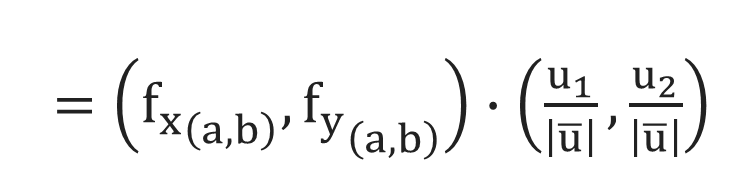 = (f_x(a,b), f_y(a,b)) · (u₁/|u̅|, u₂/|u̅|)